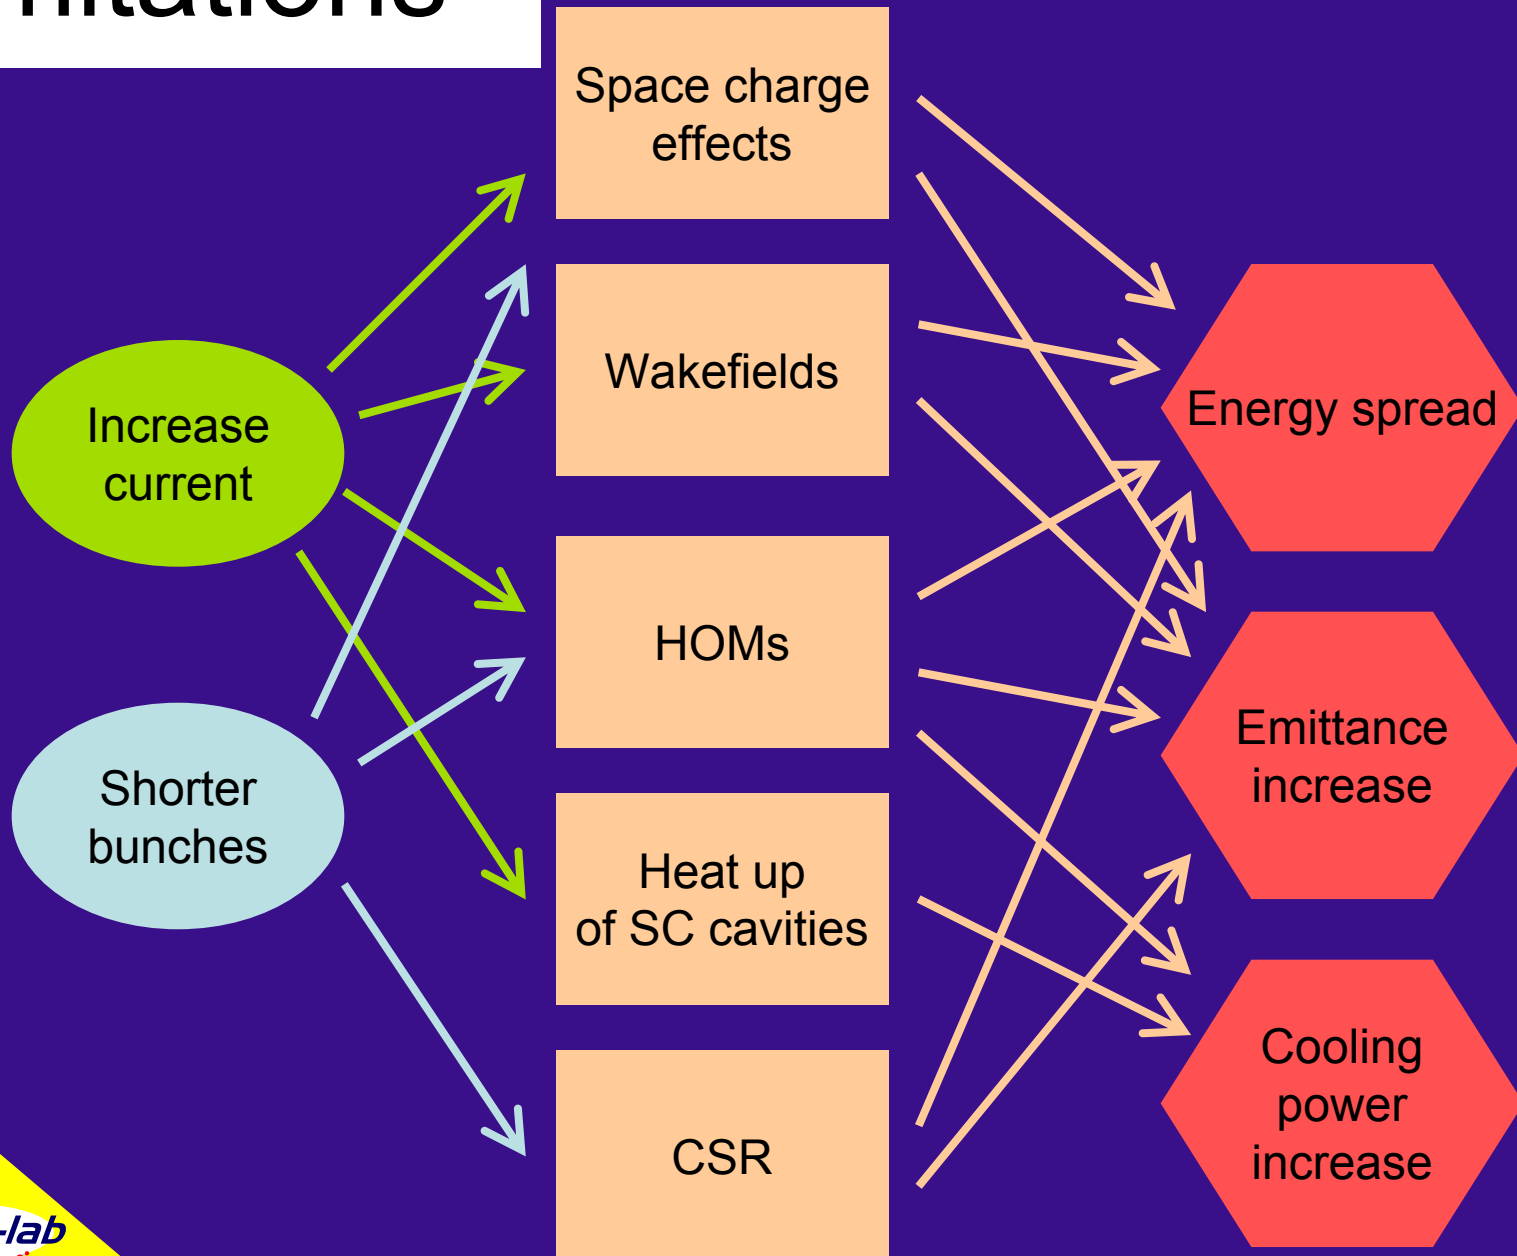 Space charge
effects
Wakefields
Increase
current
Energy spread
HOMs
Shorter
bunches
Emittance
increase
Heat up
of SC cavities
Cooling
power
increase
CSR
-lab